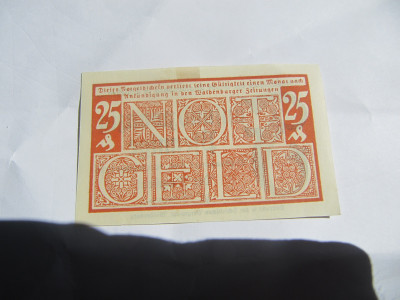 Dieser Notgeldschein verliert seine Gültigkeit einen Monat nach
Ankündigung in den Waldenburger Zeitungen
25 NOT 25
GELD